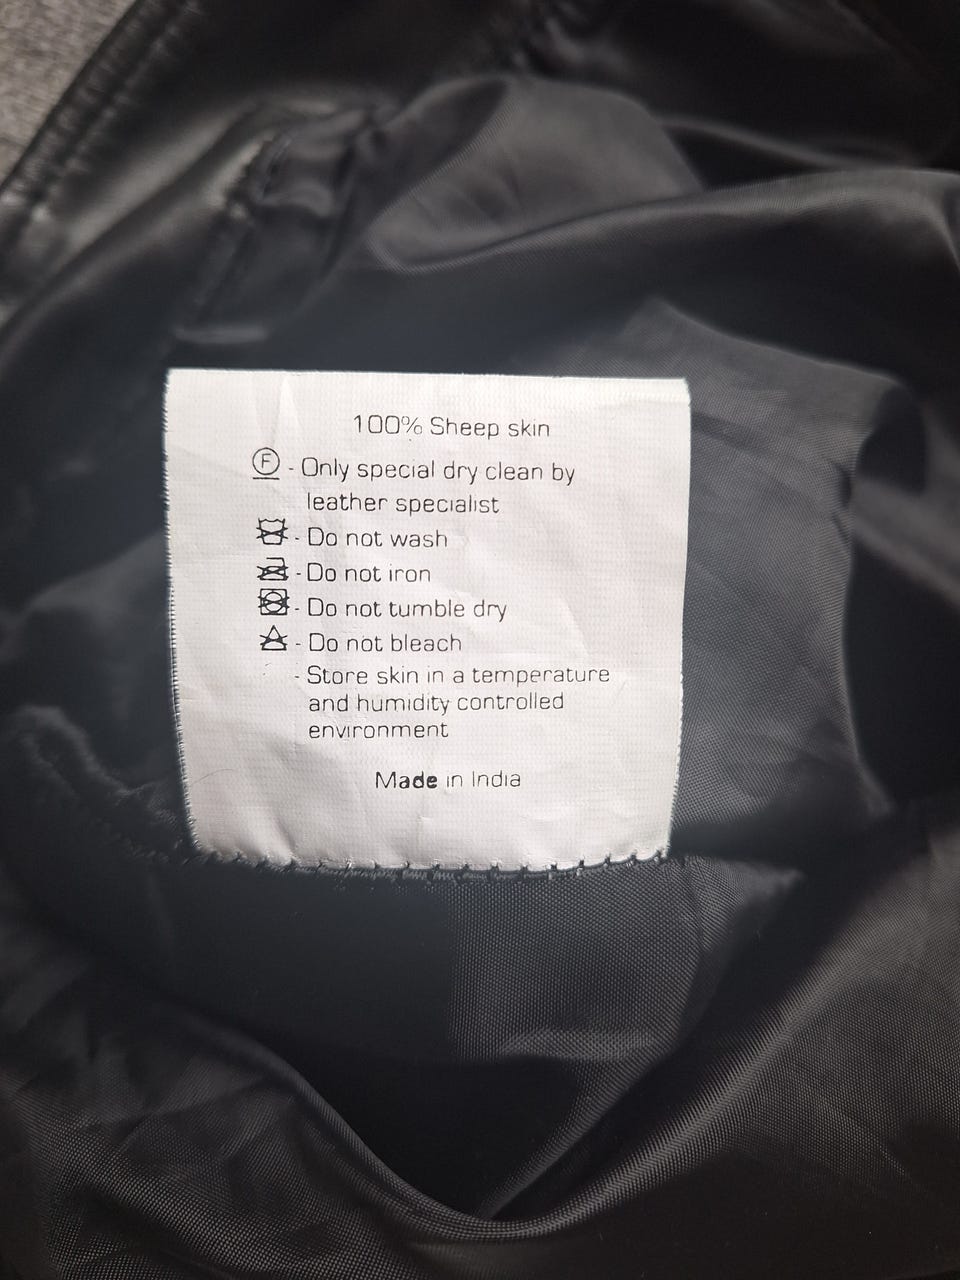 100% Sheep skin
F - Only special dry clean by
leather specialist
- Do not wash
- Do not iron
- Do not tumble dry
- Do not bleach
- Store skin in a temperature
and humidity controlled
environment
Made in India